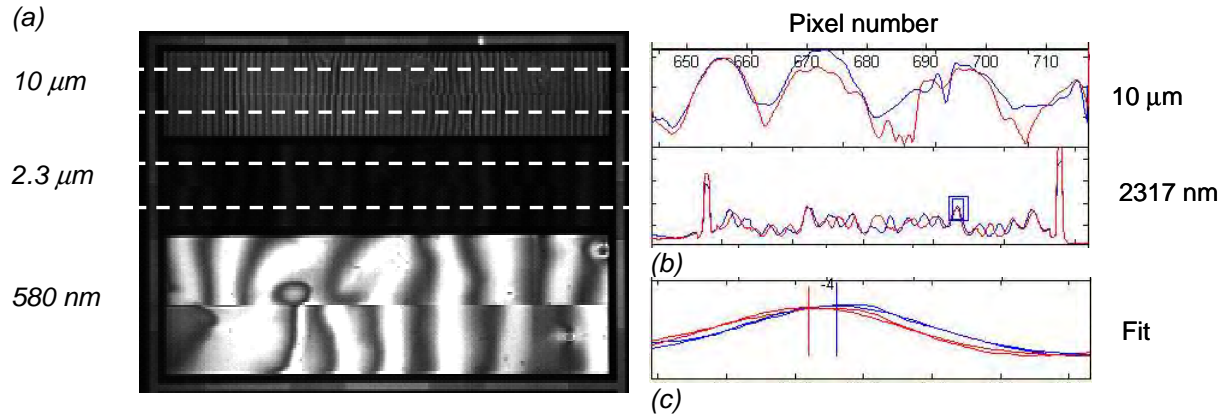 (a)
10 μm
2.3 μm
580 nm
Pixel number
650 660 670 680 690 700 710
10 μm
2317 nm
(b)
-4
Fit
(c)